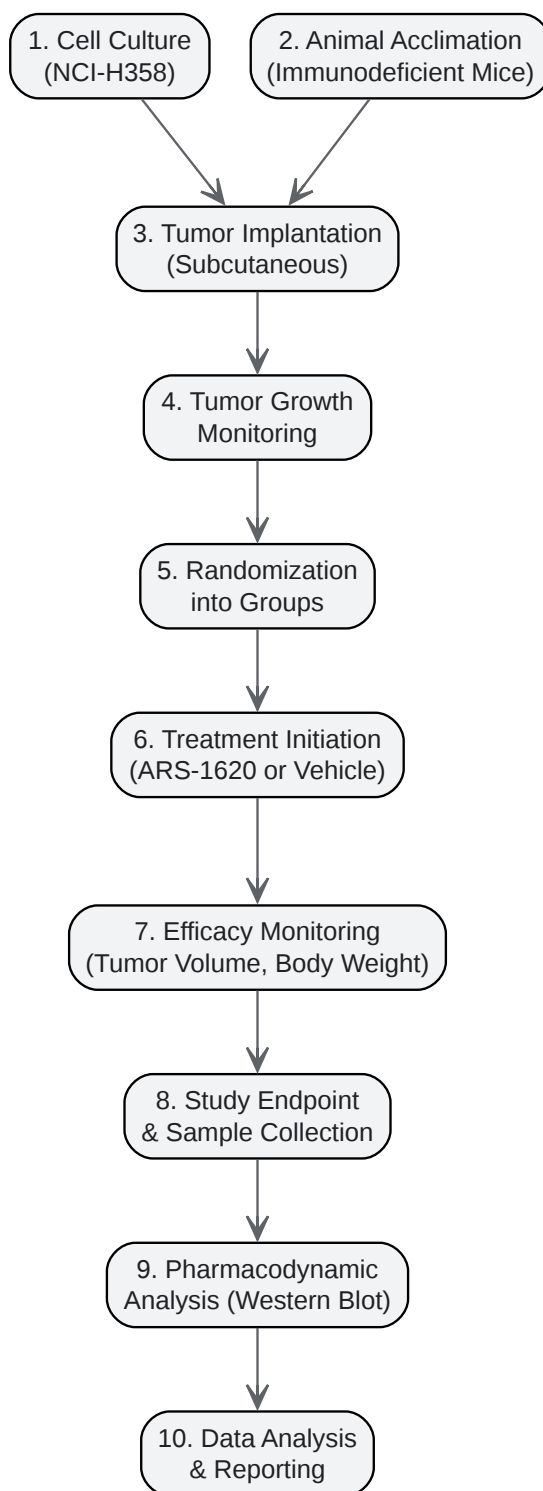 1. Cell Culture
(NCI-H358)
2. Animal Acclimation
(Immunodeficient Mice)
3. Tumor Implantation
(Subcutaneous)
4. Tumor Growth
Monitoring
5. Randomization
into Groups
6. Treatment Initiation
(ARS-1620 or Vehicle)
7. Efficacy Monitoring
(Tumor Volume, Body Weight)
8. Study Endpoint
& Sample Collection
9. Pharmacodynamic
Analysis (Western Blot)
10. Data Analysis
& Reporting